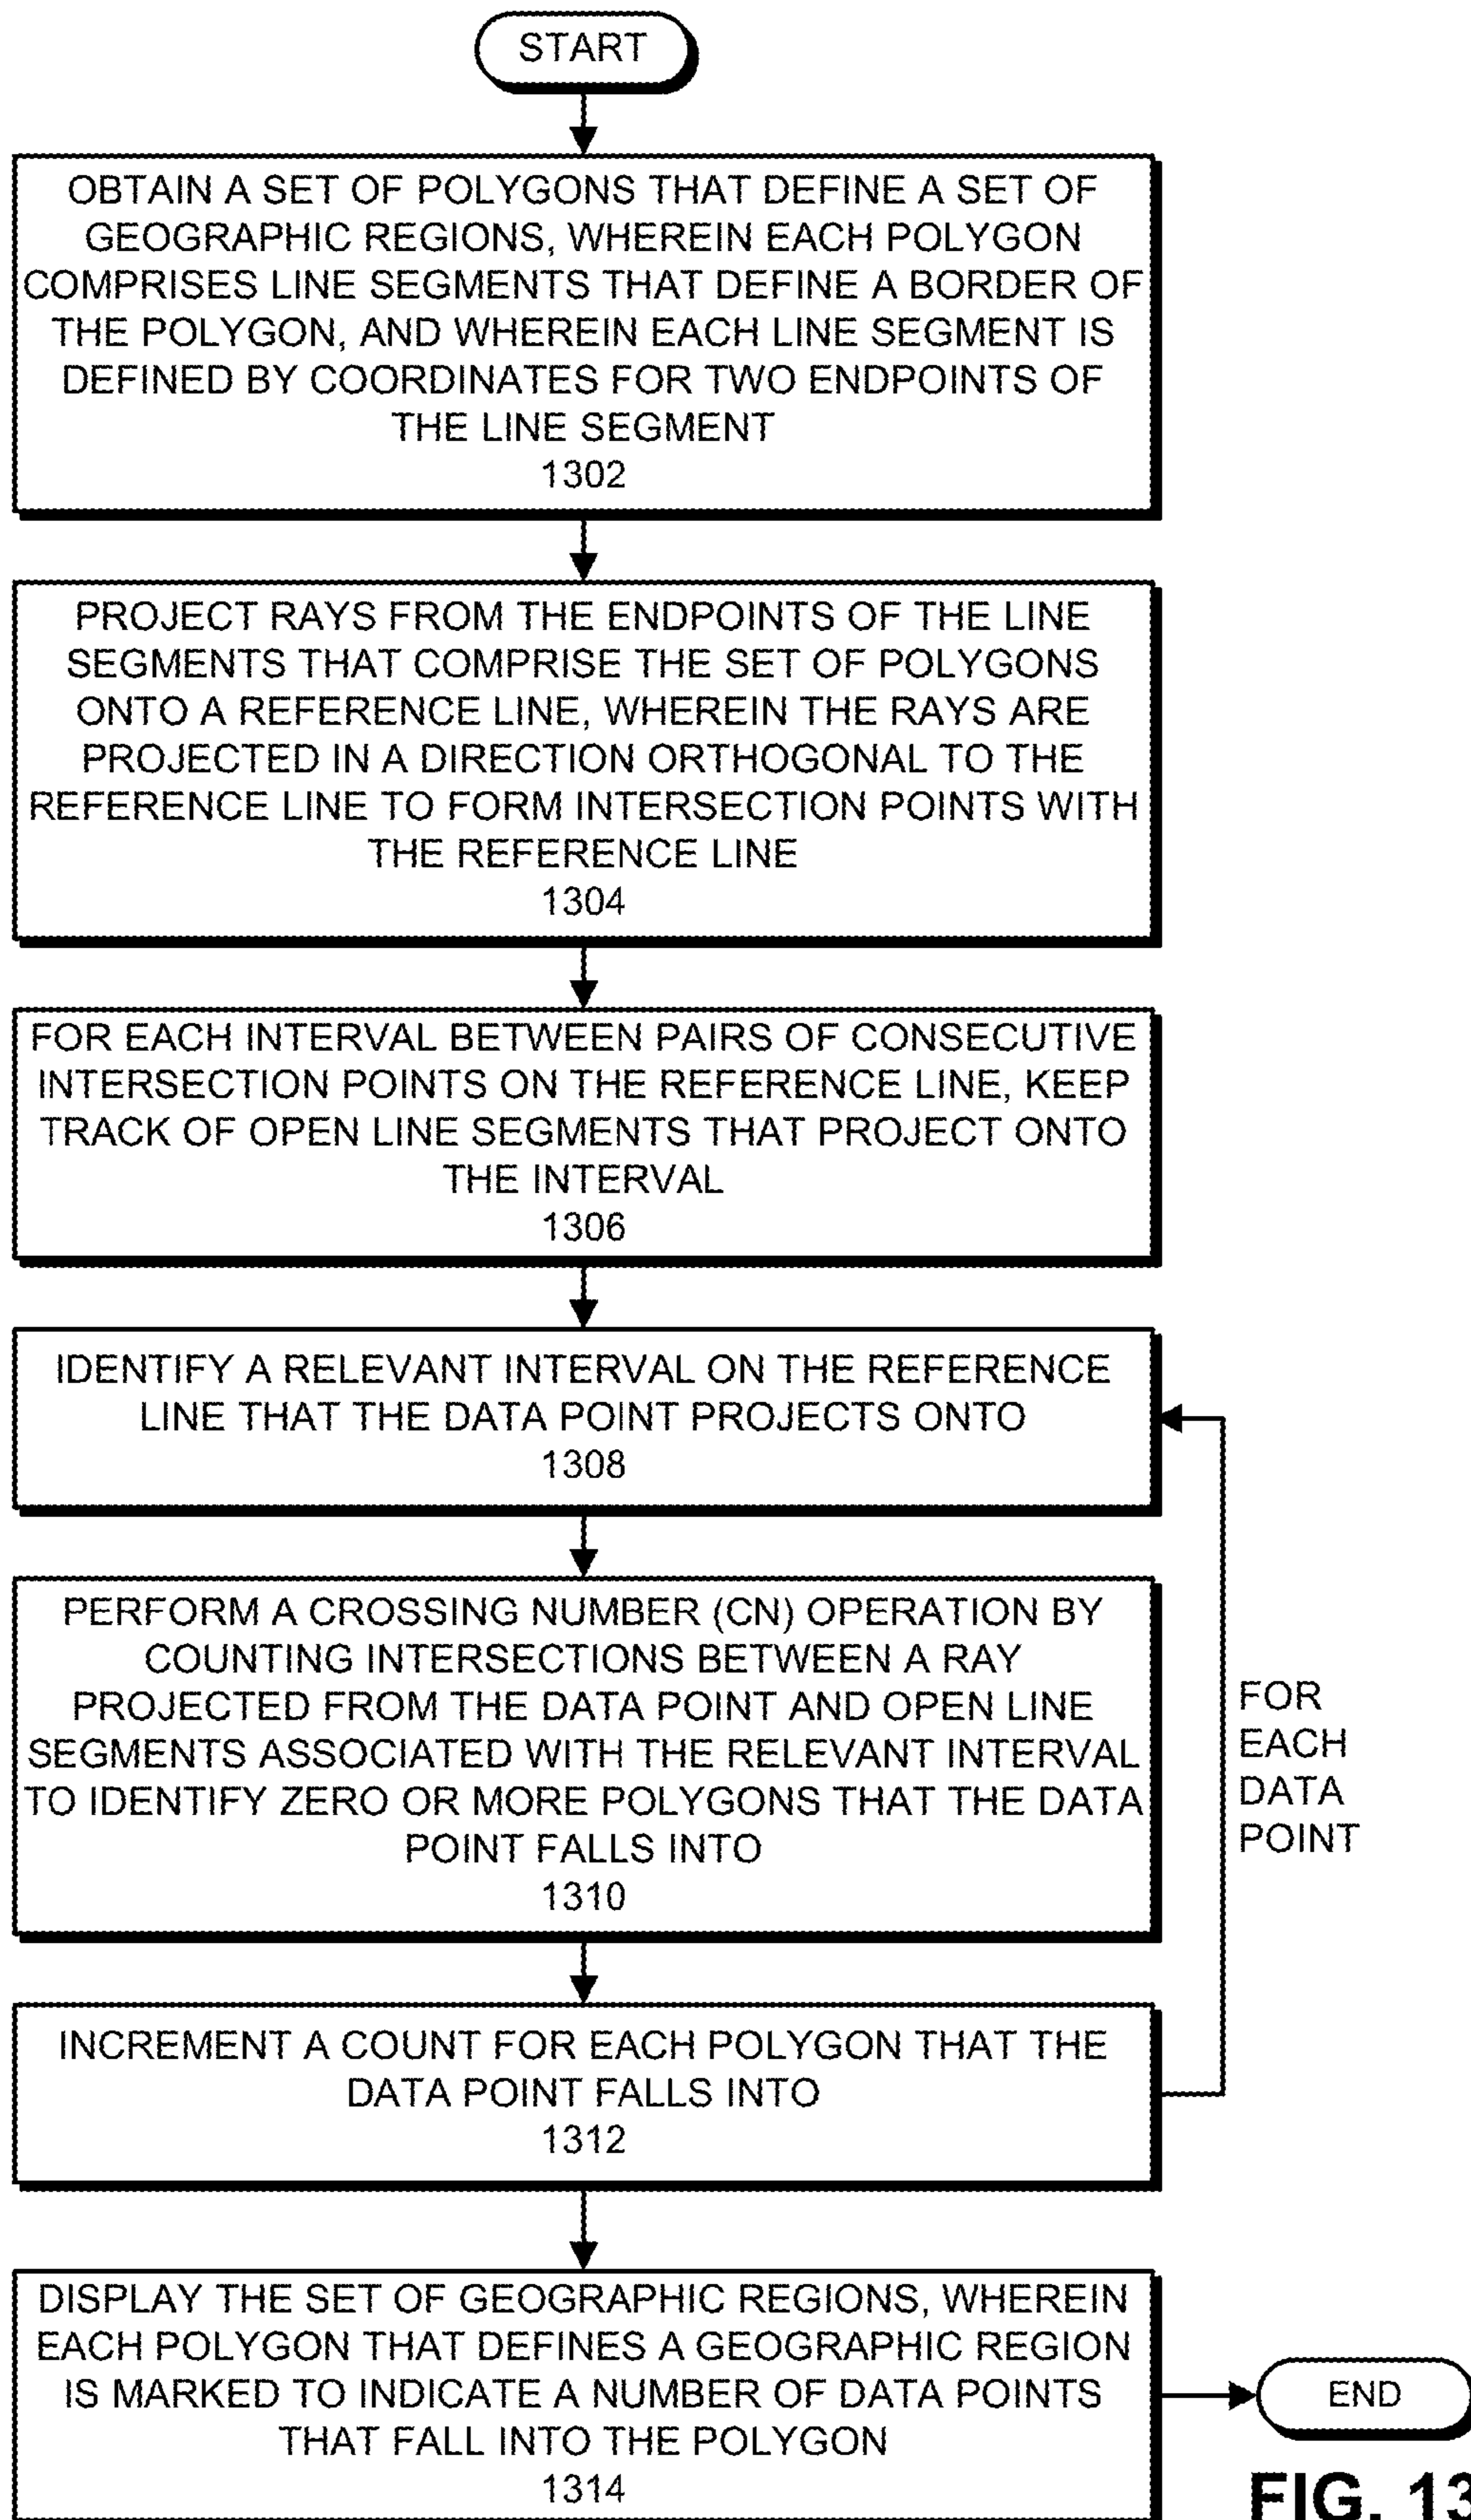 START
OBTAIN A SET OF POLYGONS THAT DEFINE A SET OF
GEOGRAPHIC REGIONS, WHEREIN EACH POLYGON
COMPRISES LINE SEGMENTS THAT DEFINE A BORDER OF
THE POLYGON, AND WHEREIN EACH LINE SEGMENT IS
DEFINED BY COORDINATES FOR TWO ENDPOINTS OF
THE LINE SEGMENT
1302
PROJECT RAYS FROM THE ENDPOINTS OF THE LINE
SEGMENTS THAT COMPRISE THE SET OF POLYGONS
ONTO A REFERENCE LINE, WHEREIN THE RAYS ARE
PROJECTED IN A DIRECTION ORTHOGONAL TO THE
REFERENCE LINE TO FORM INTERSECTION POINTS WITH
THE REFERENCE LINE
1304
FOR EACH INTERVAL BETWEEN PAIRS OF CONSECUTIVE
INTERSECTION POINTS ON THE REFERENCE LINE, KEEP
TRACK OF OPEN LINE SEGMENTS THAT PROJECT ONTO
THE INTERVAL
1306
IDENTIFY A RELEVANT INTERVAL ON THE REFERENCE
LINE THAT THE DATA POINT PROJECTS ONTO
1308
PERFORM A CROSSING NUMBER (CN) OPERATION BY
COUNTING INTERSECTIONS BETWEEN A RAY
PROJECTED FROM THE DATA POINT AND OPEN LINE
SEGMENTS ASSOCIATED WITH THE RELEVANT INTERVAL
TO IDENTIFY ZERO OR MORE POLYGONS THAT THE DATA
POINT FALLS INTO
1310
FOR
EACH
DATA
POINT
INCREMENT A COUNT FOR EACH POLYGON THAT THE
DATA POINT FALLS INTO
1312
DISPLAY THE SET OF GEOGRAPHIC REGIONS, WHEREIN
EACH POLYGON THAT DEFINES A GEOGRAPHIC REGION
IS MARKED TO INDICATE A NUMBER OF DATA POINTS
THAT FALL INTO THE POLYGON
1314
END
FIG. 13